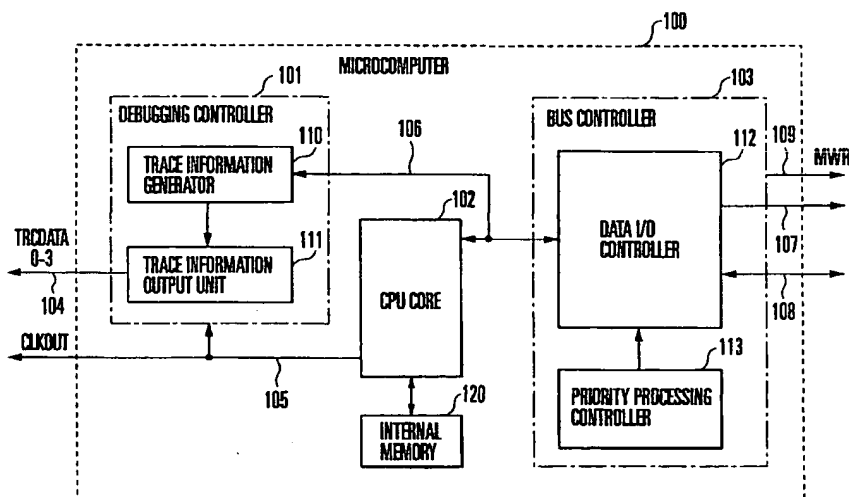 100
MICROCOMPUTER
101
DEBUGGING CONTROLLER
110
TRACE INFORMATION
GENERATOR
106
103
BUS CONTROLLER
112
109
MWR
102
107
DATA I/O
CONTROLLER
TRCDATA
0-3
104
111
TRACE INFORMATION
OUTPUT UNIT
CPU CORE
108
CLKOUT
105
113
PRIORITY PROCESSING
CONTROLLER
120
INTERNAL
MEMORY